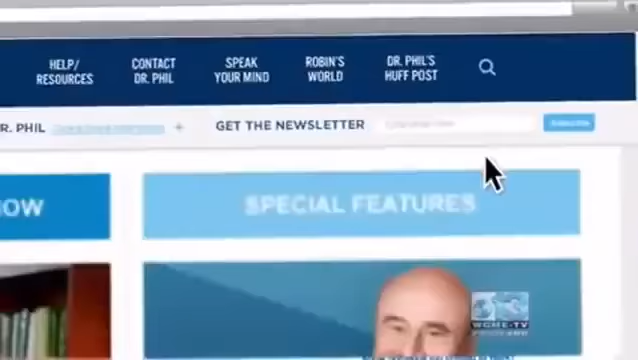 HELP/
RESOURCES
CONTACT
DR. PHIL
SPEAK
YOUR MIND
ROBIN'S
WORLD
DR. PHIL'S
HUFF POST
R. PHIL
+
GET THE NEWSLETTER
OW
SPECIAL FEATURES
WGME-TV